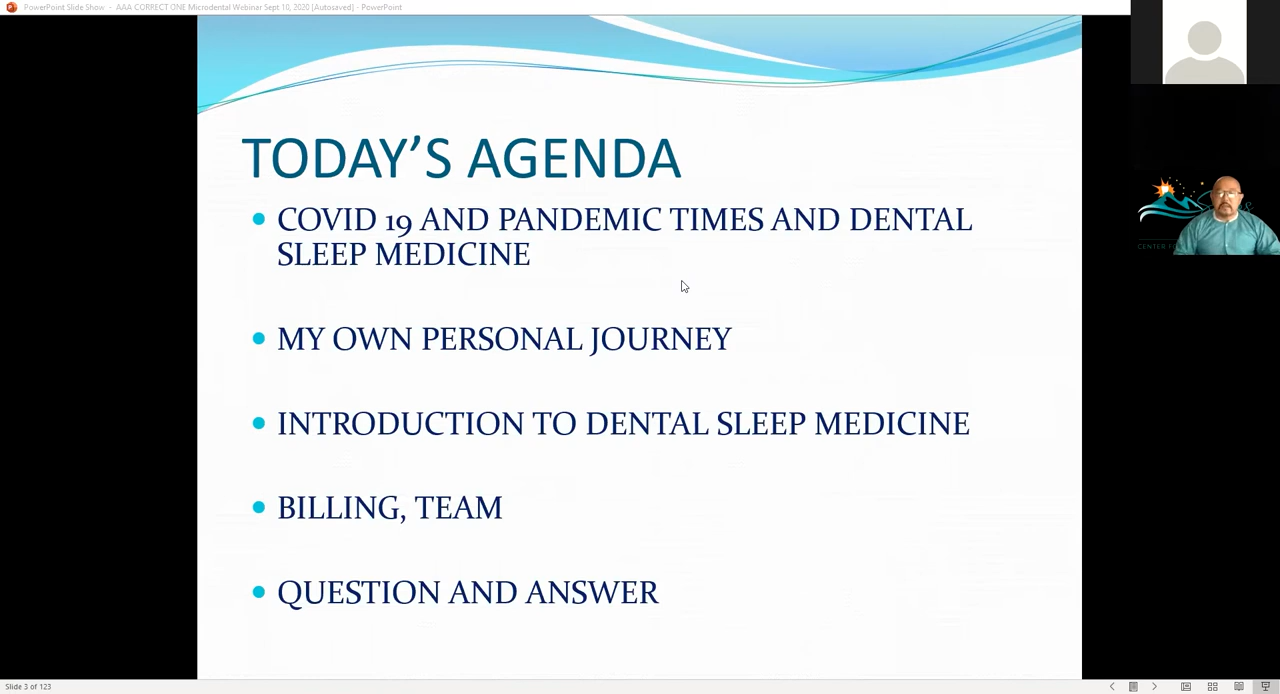 PowerPoint Slide Show - AAA CORRECT ONE Microdental Webinar Sept 10, 2020 [Autosaved] - PowerPoint
TODAY’S AGENDA
• COVID 19 AND PANDEMIC TIMES AND DENTAL
SLEEP MEDICINE
• MY OWN PERSONAL JOURNEY
• INTRODUCTION TO DENTAL SLEEP MEDICINE
• BILLING, TEAM
• QUESTION AND ANSWER
CENTER FO
Slide 3 of 123